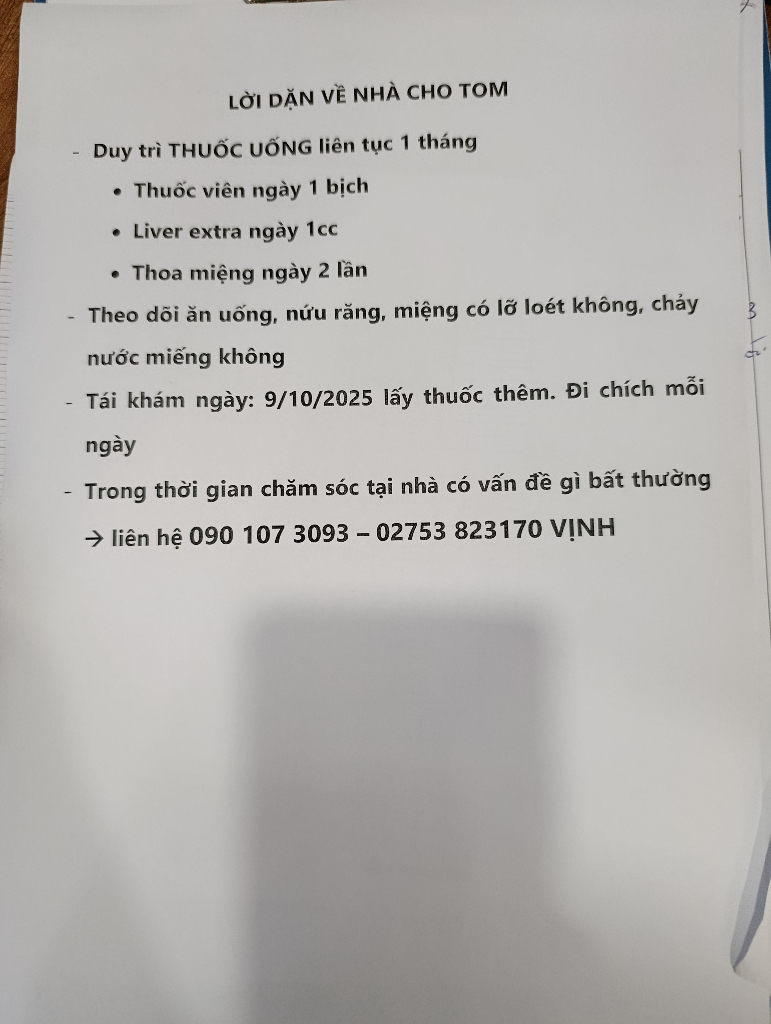 LỜI DẶN VỀ NHÀ CHO TOM
- Duy trì THUỐC UỐNG liên tục 1 tháng
• Thuốc viên ngày 1 bịch
• Liver extra ngày 1cc
• Thoa miệng ngày 2 lần
- Theo dõi ăn uống, nứu răng, miệng có lỡ loét không, chảy
nước miếng không
- Tái khám ngày: 9/10/2025 lấy thuốc thêm. Đi chích mỗi
ngày
- Trong thời gian chăm sóc tại nhà có vấn đề gì bất thường
→ liên hệ 090 107 3093 – 02753 823170 VỊNH